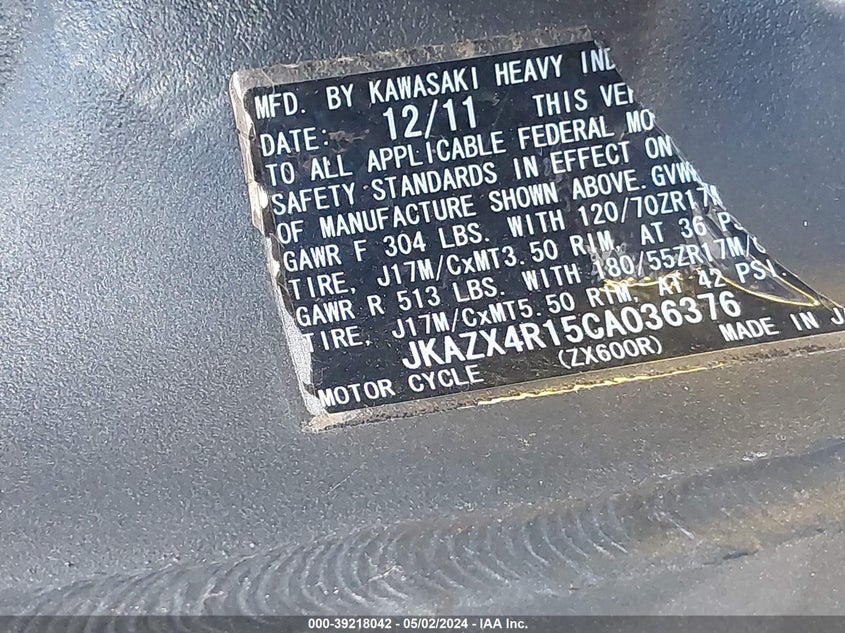 MFD. BY KAWASAKI HEAVY IND
DATE: 12/11 THIS VEH
TO ALL APPLICABLE FEDERAL MO
SAFETY STANDARDS IN EFFECT ON
OF MANUFACTURE SHOWN ABOVE. GVW
GAWR F 304 LBS. WITH 120/70ZR17M
TIRE, J17M/CxMT3.50 RIM, AT 36 P
GAWR R 513 LBS. WITH 180/55ZR17M/C
TIRE, J17M/CxMT5.50 RIM, AT 42 PSI.
JKAZX4R15CA036376
MOTOR CYCLE (ZX600R) MADE IN J
000-39218042 - 05/02/2024 - IAA Inc.